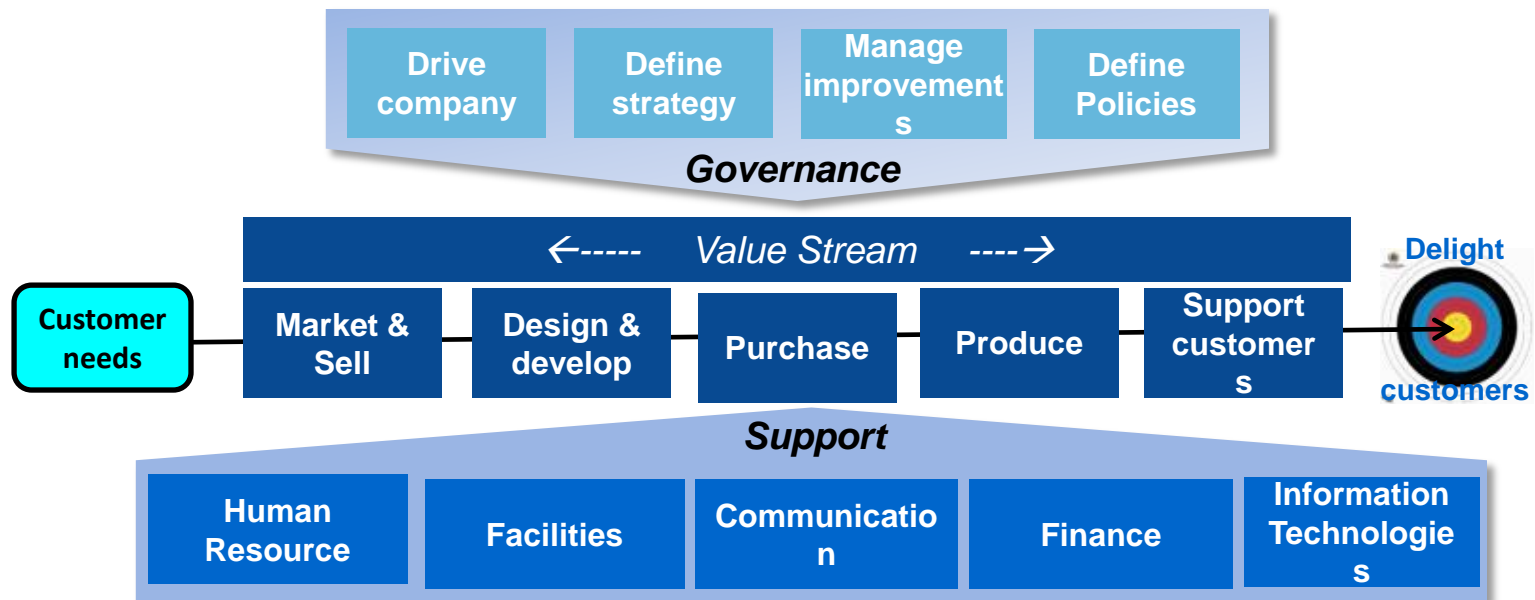 Drive
company
Define
strategy
Manage
improvement
s
Define
Policies
Governance
←----- Value Stream ----→
Customer
needs
Market &
Sell
Design &
develop
Purchase
Produce
Support
customer
s
Delight
customers
Support
Human
Resource
Facilities
Communicatio
n
Finance
Information
Technologie
s